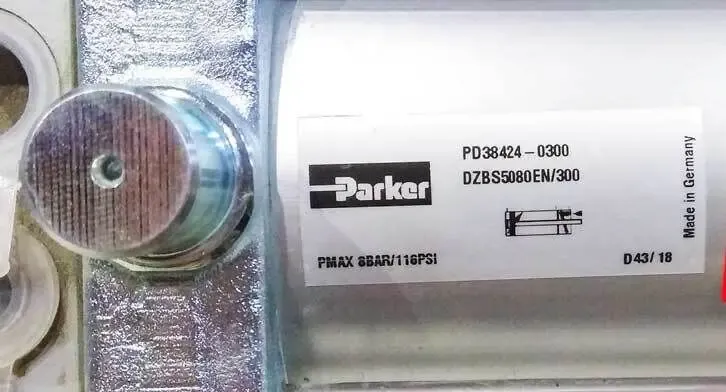 Parker
PD38424-0300
DZBS5080EN/300
PMAX 8BAR/116PSI
D43/18
Made in Germany